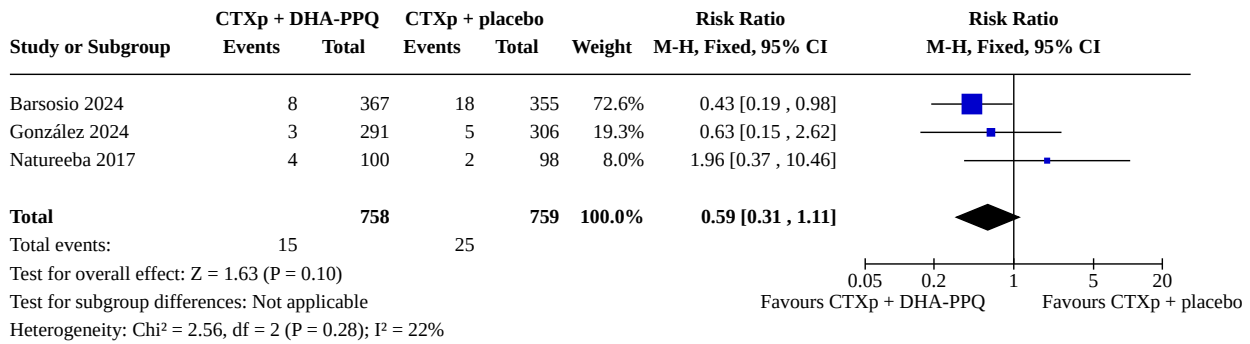 CTXp + DHA-PPQ CTXp + placebo Risk Ratio Risk Ratio
Study or Subgroup Events Total Events Total Weight M-H, Fixed, 95% CI M-H, Fixed, 95% CI
Barsosio 2024 8 367 18 355 72.6% 0.43 [0.19 , 0.98]
González 2024 3 291 5 306 19.3% 0.63 [0.15 , 2.62]
Natureeba 2017 4 100 2 98 8.0% 1.96 [0.37 , 10.46]
Total 758 759 100.0% 0.59 [0.31 , 1.11]
Total events: 15 25
Test for overall effect: Z = 1.63 (P = 0.10)
0.05 0.2 1 5 20
Test for subgroup differences: Not applicable
Favours CTXp + DHA-PPQ Favours CTXp + placebo
Heterogeneity: Chi² = 2.56, df = 2 (P = 0.28); I² = 22%